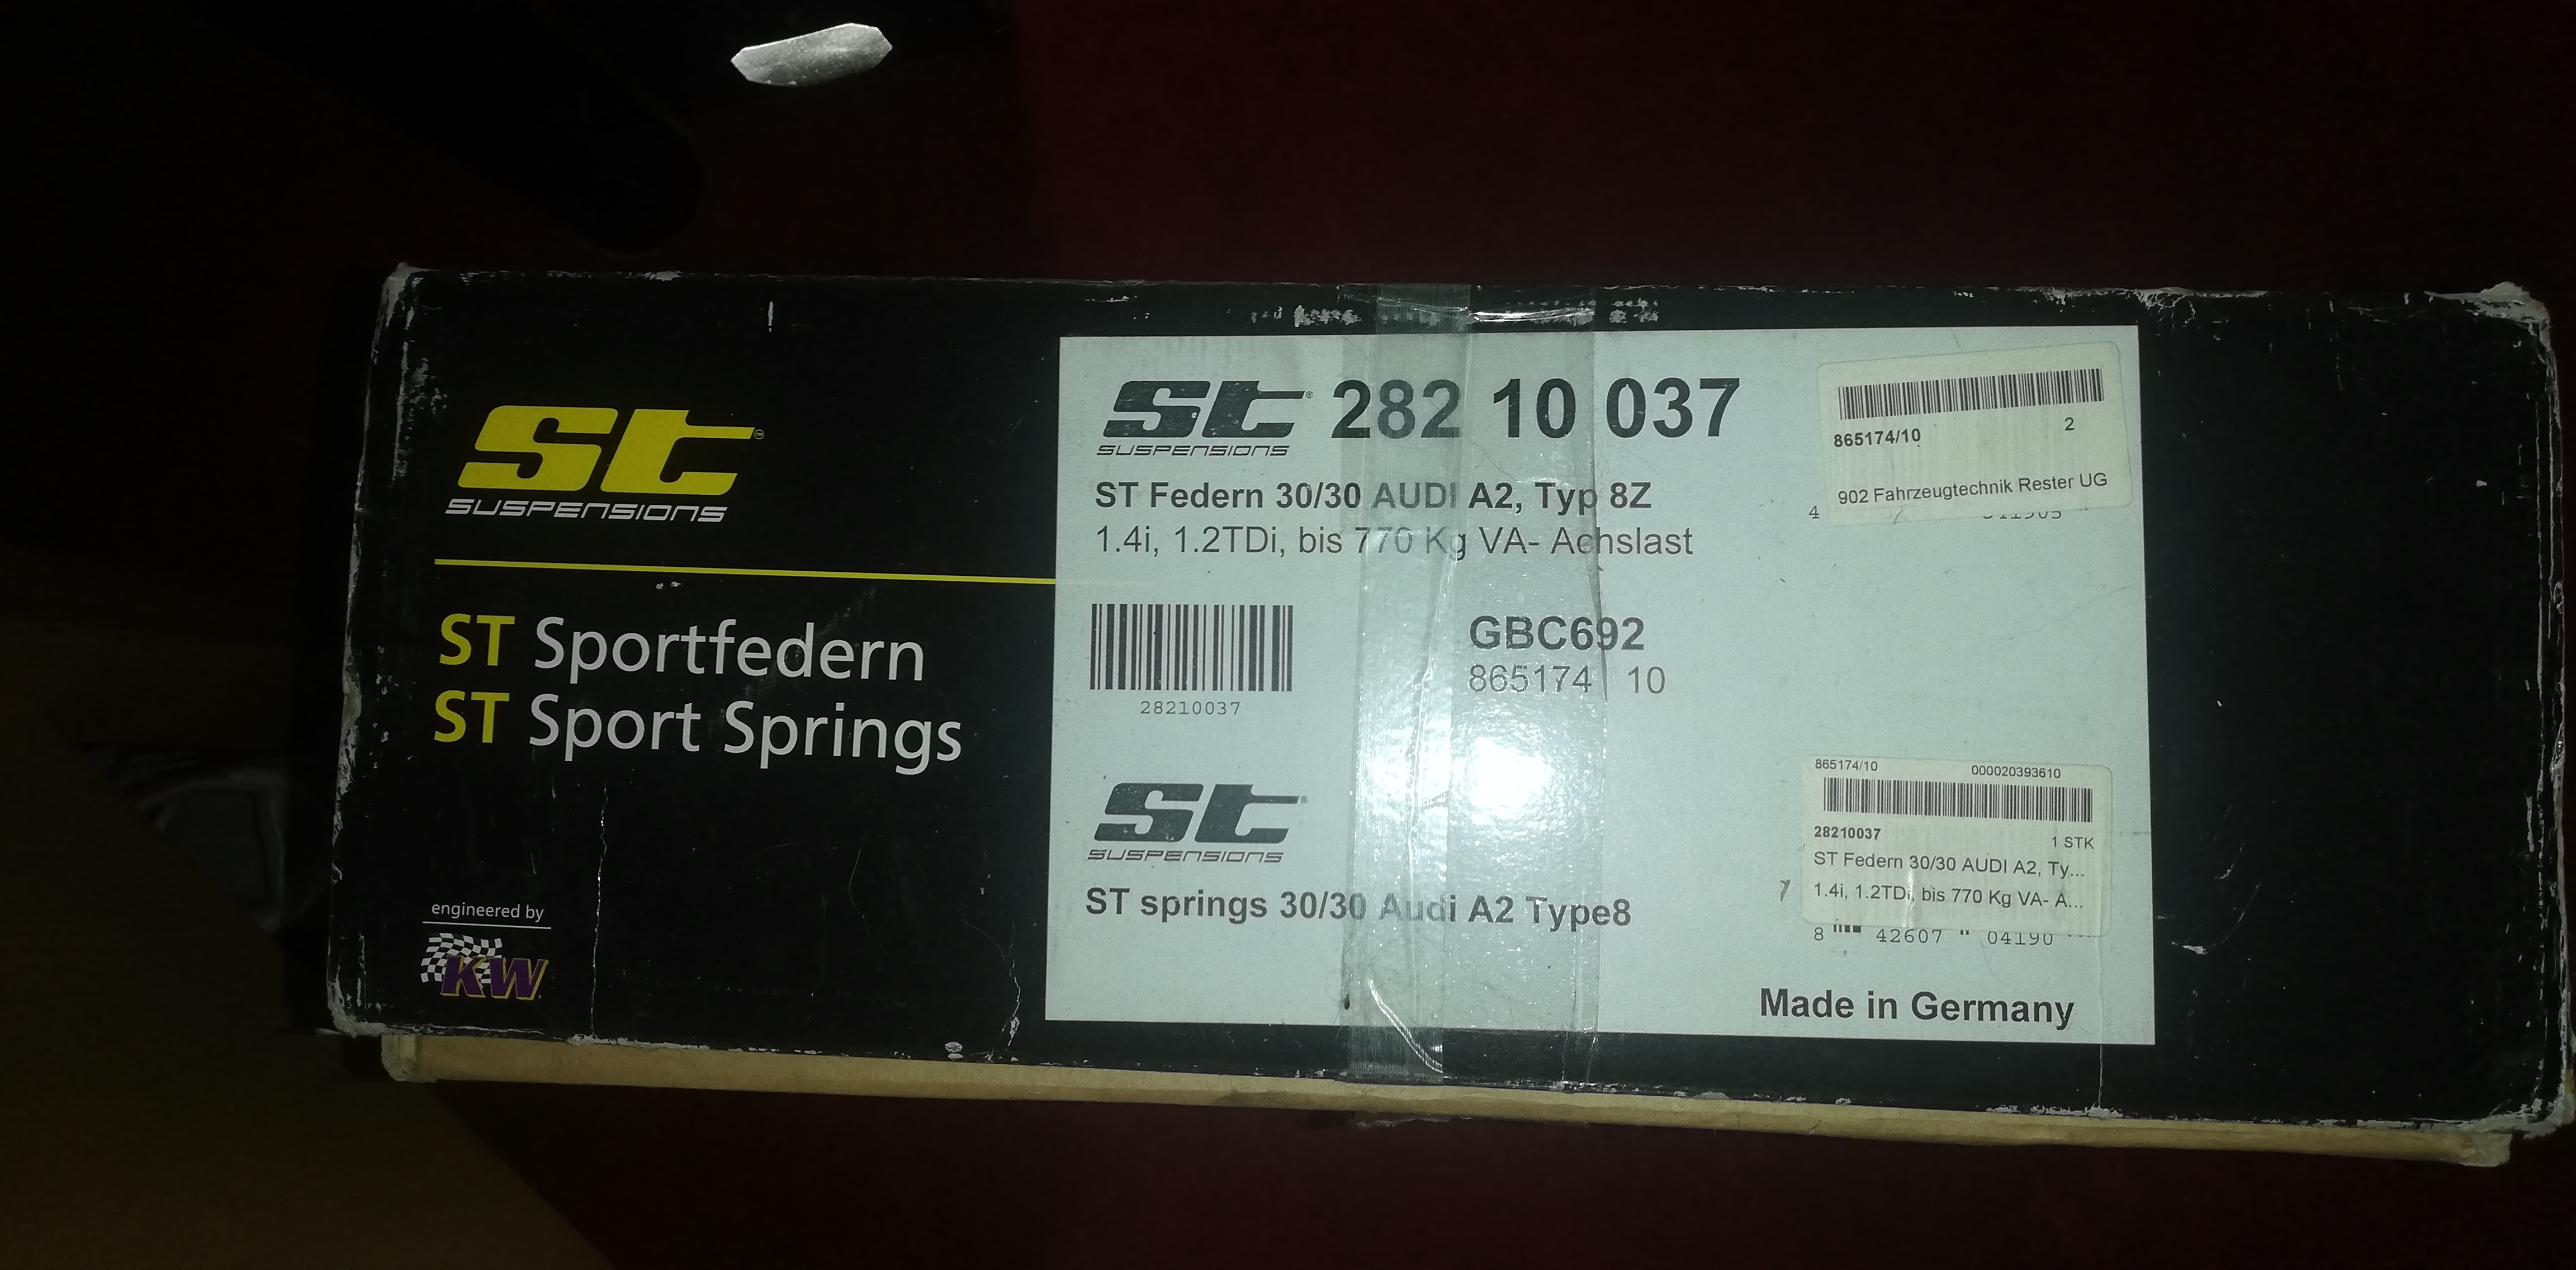 st
SUSPENSIONS
ST Sportfedern
ST Sport Springs
engineered by
KW
st® 282 10 037
SUSPENSIONS
ST Federn 30/30 AUDI A2, Typ 8Z
1.4i, 1.2TDi, bis 770 Kg VA- Achslast
28210037
GBC692
865174 10
st®
SUSPENSIONS
ST springs 30/30 Audi A2 Type8
865174/10 2
902 Fahrzeugtechnik Rester UG
4
865174/10 000020393610
28210037 1 STK
ST Federn 30/30 AUDI A2, Ty...
1.4i, 1.2TDi, bis 770 Kg VA- A...
8 42607 04190
Made in Germany